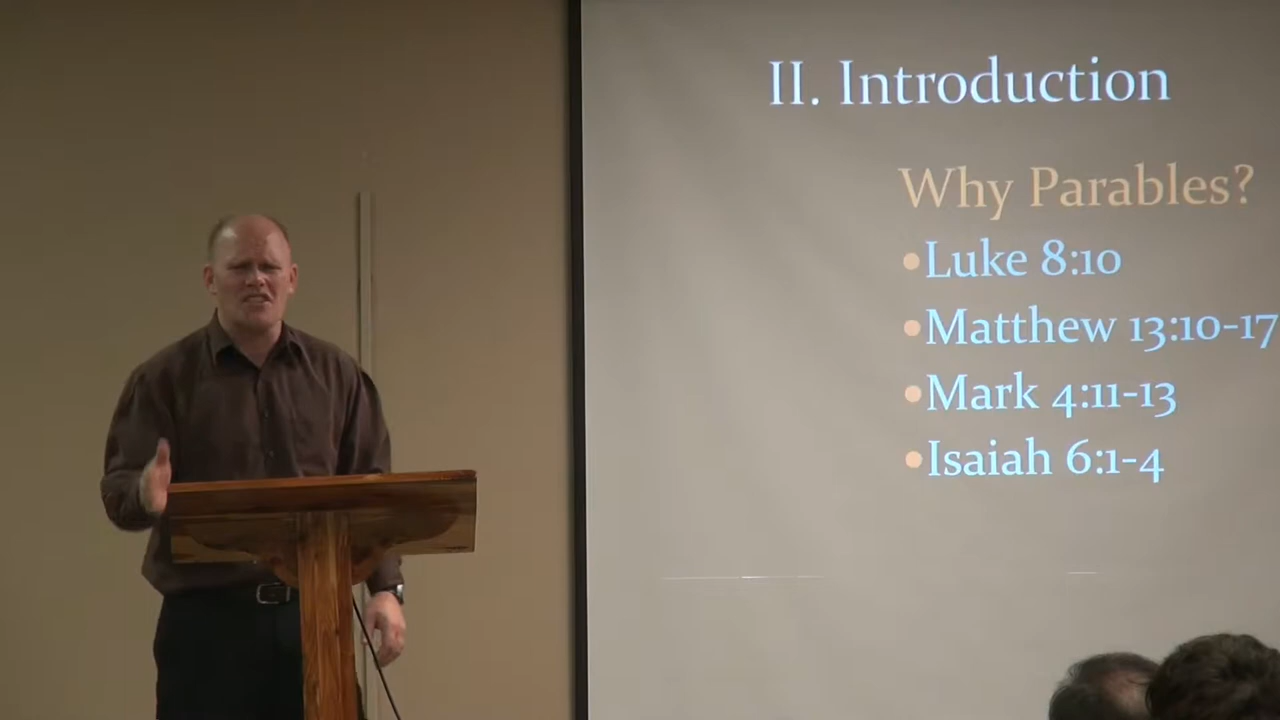 II. Introduction
Why Parables?
•Luke 8:10
•Matthew 13:10-17
•Mark 4:11-13
•Isaiah 6:1-4